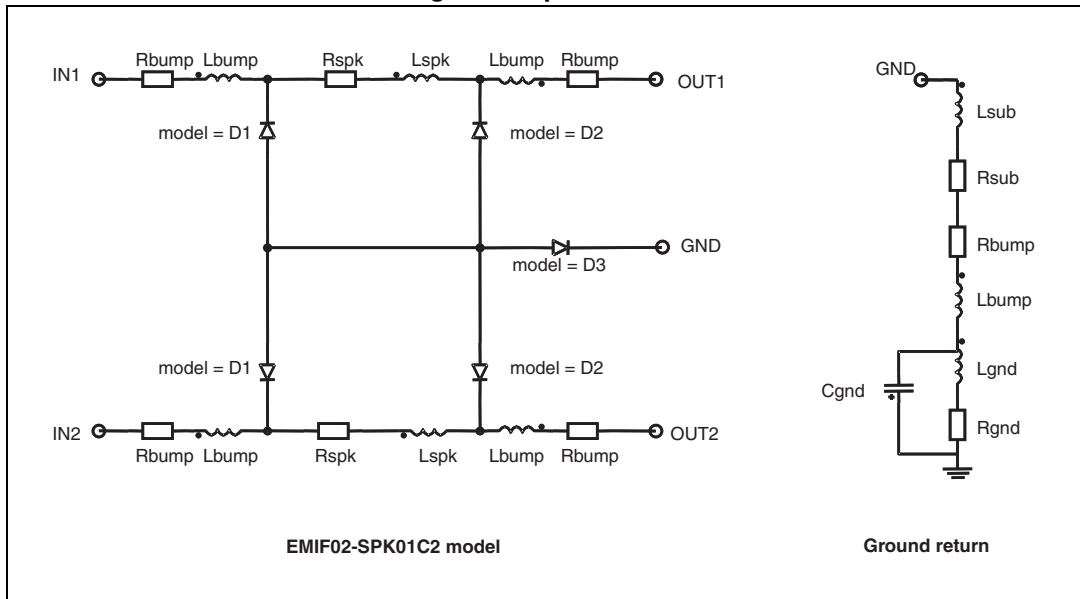 Rbump Lbump Rspk Lspk Lbump Rbump
IN1 OUT1
model = D1 model = D2
GND
model = D3
model = D1 model = D2
IN2 OUT2
Rbump Lbump Rspk Lspk Lbump Rbump
EMIF02-SPK01C2 model
GND
Lsub
Rsub
Rbump
Lbump
Lgnd
Cgnd
Rgnd
Ground return